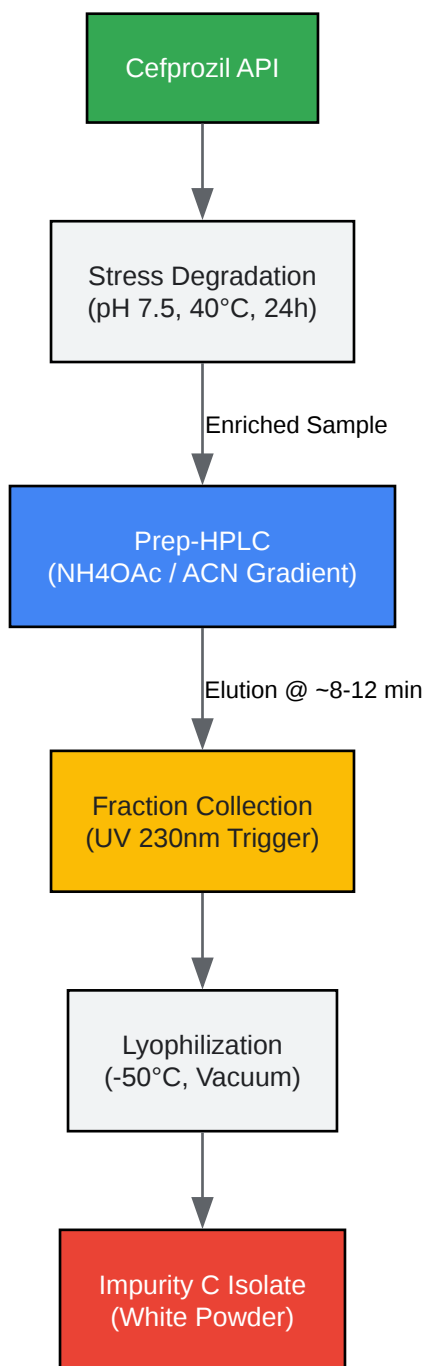 Cefprozil API
Stress Degradation
(pH 7.5, 40°C, 24h)
Enriched Sample
Prep-HPLC
(NH4OAc / ACN Gradient)
Elution @ ~8-12 min
Fraction Collection
(UV 230nm Trigger)
Lyophilization
(-50°C, Vacuum)
Impurity C Isolate
(White Powder)